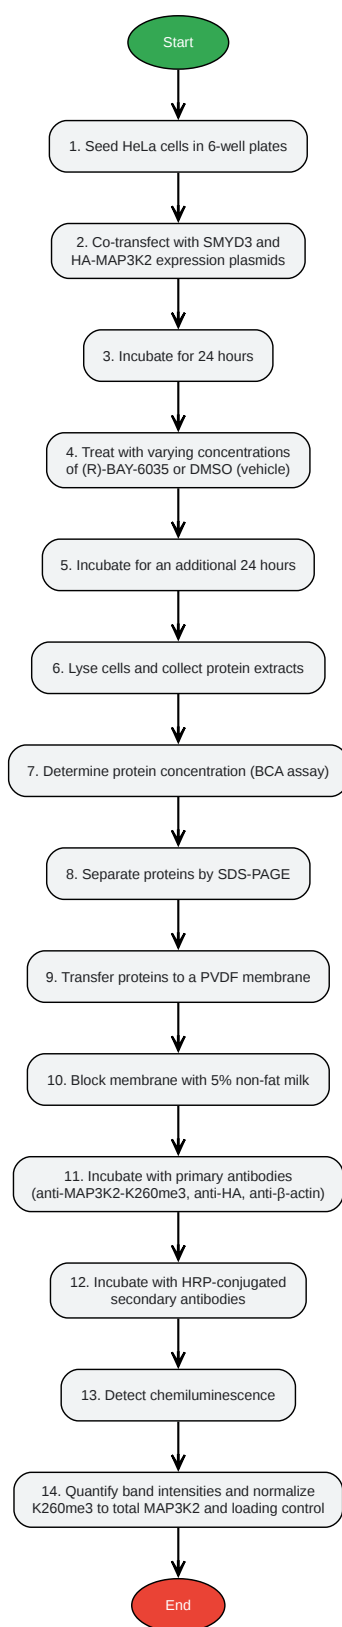 Start
1. Seed HeLa cells in 6-well plates
2. Co-transfect with SMYD3 and
HA-MAP3K2 expression plasmids
3. Incubate for 24 hours
4. Treat with varying concentrations
of (R)-BAY-6035 or DMSO (vehicle)
5. Incubate for an additional 24 hours
6. Lyse cells and collect protein extracts
7. Determine protein concentration (BCA assay)
8. Separate proteins by SDS-PAGE
9. Transfer proteins to a PVDF membrane
10. Block membrane with 5% non-fat milk
11. Incubate with primary antibodies
(anti-MAP3K2-K260me3, anti-HA, anti-β-actin)
12. Incubate with HRP-conjugated
secondary antibodies
13. Detect chemiluminescence
14. Quantify band intensities and normalize
K260me3 to total MAP3K2 and loading control
End